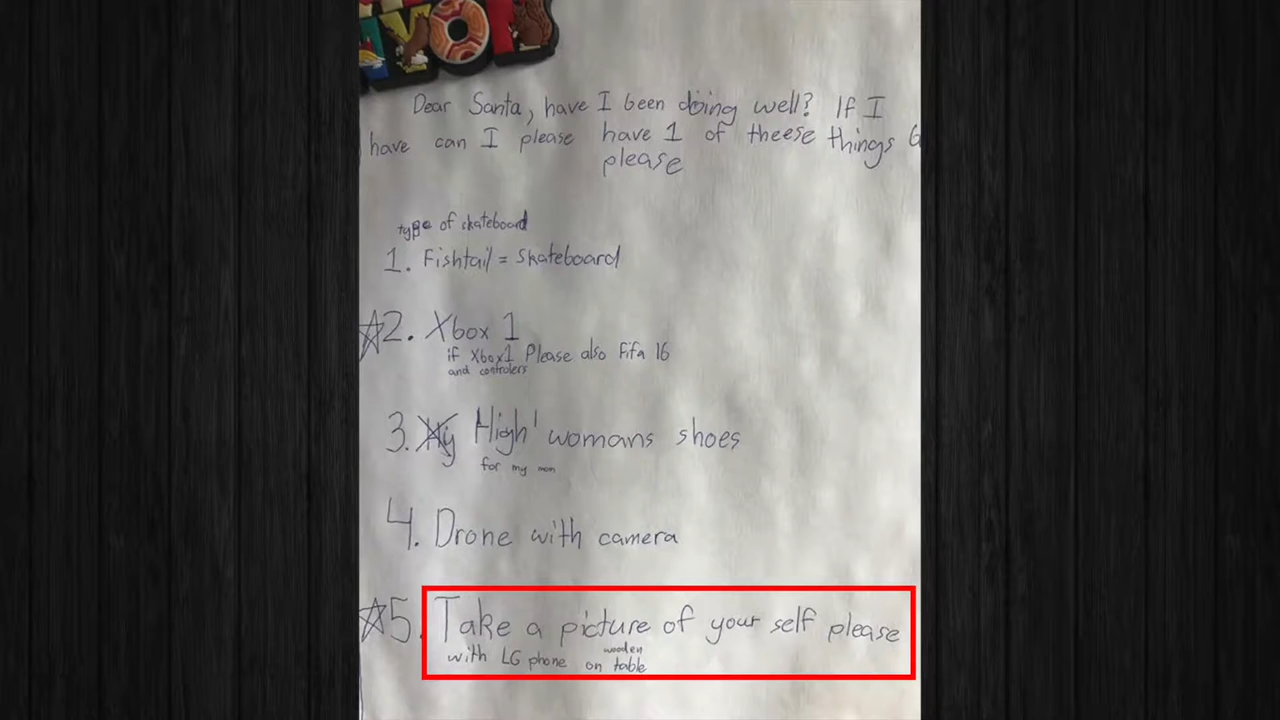 Dear Santa, have I been doing well? If I
have can I please have 1 of theese things
please
type of skateboard
1. Fishtail = skateboard
☆2. Xbox 1
if Xbox1 Please also Fifa 16
and controlers
3. High' womans shoes
for my mom
4. Drone with camera
☆5. Take a picture of your self please
wooden
with LG phone on table